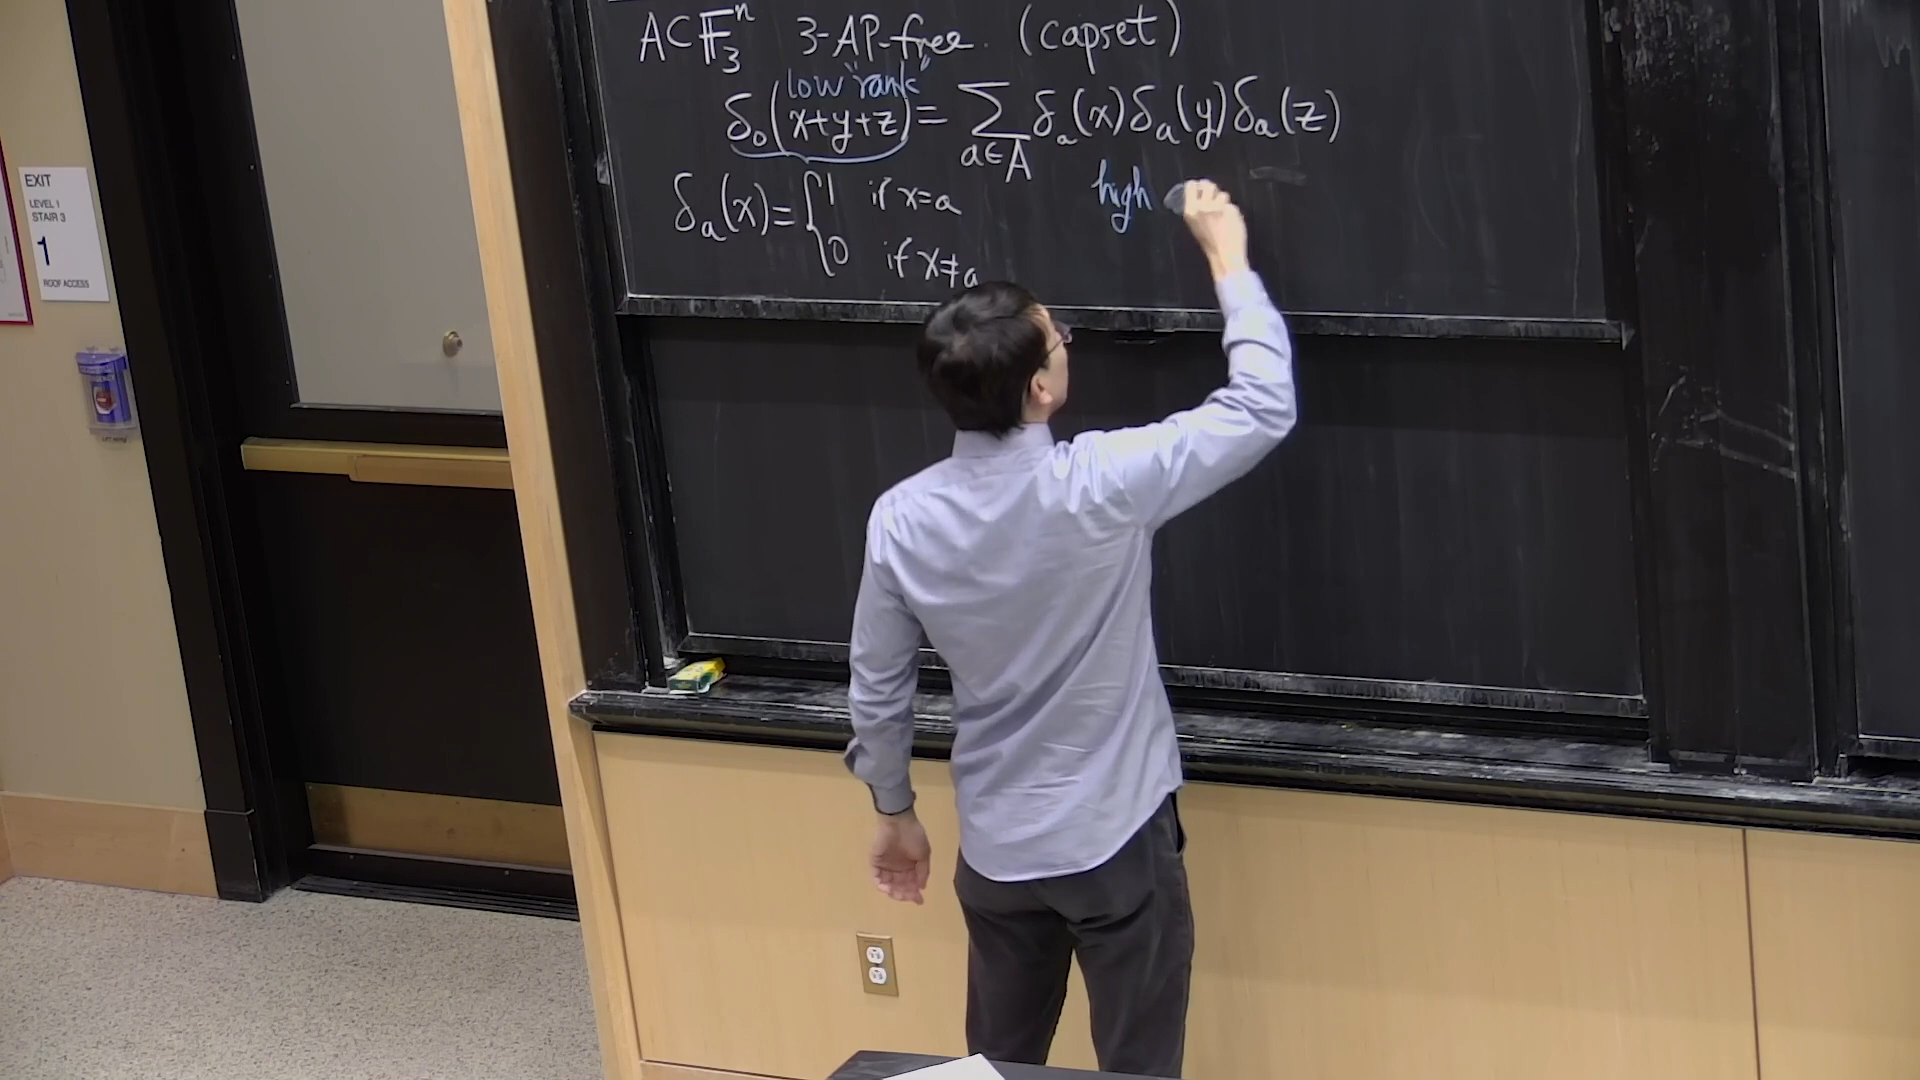 A⊂𝔽₃ⁿ 3-AP-free. (capset)
low "rank"
δ₀(x+y+z) = ∑_{a∈A} δₐ(x)δₐ(y)δₐ(z)
high
δₐ(x)={1 if x=a
0 if x≠a
EXIT
LEVEL 1
STAIR 3
1
ROOF ACCESS